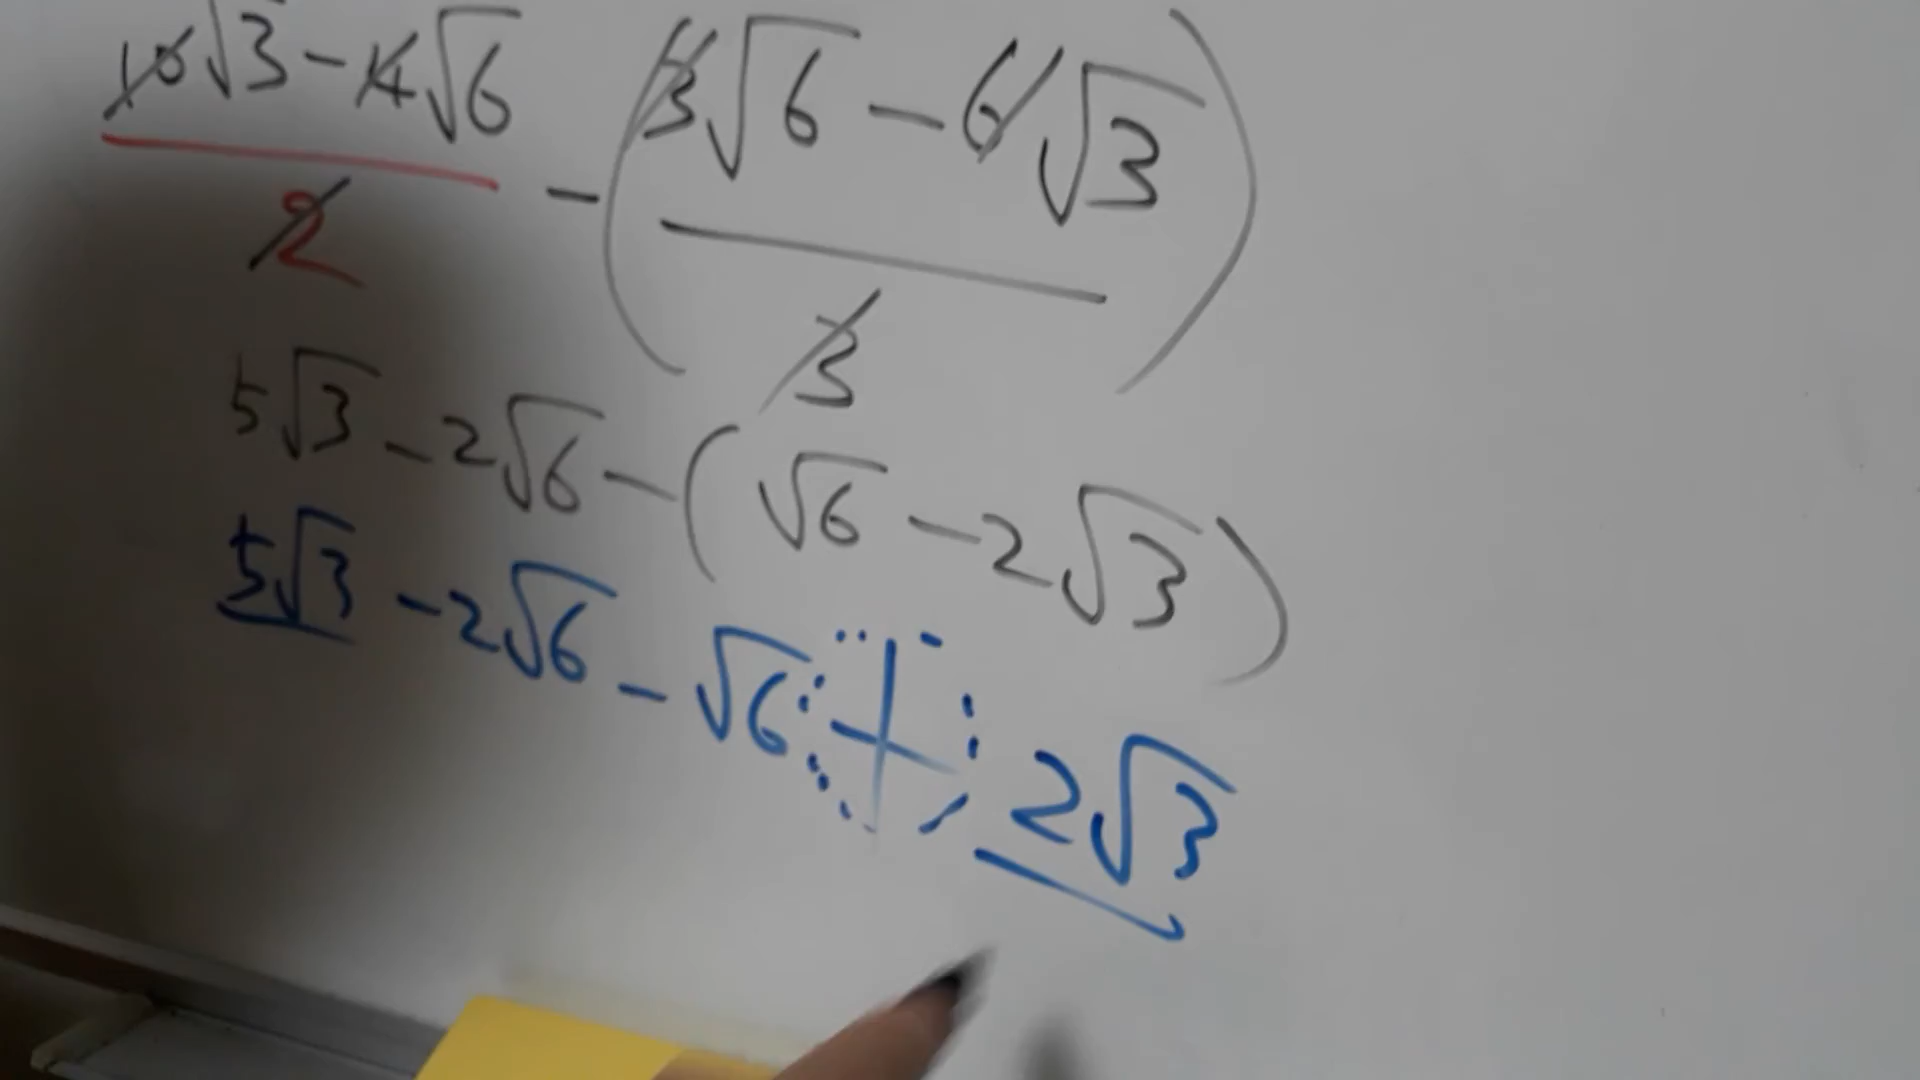 10√3 - 4√6 / 2 - (3√6 - 6√3 / 3)
5√3 - 2√6 - (√6 - 2√3)
5√3 - 2√6 - √6 + 2√3